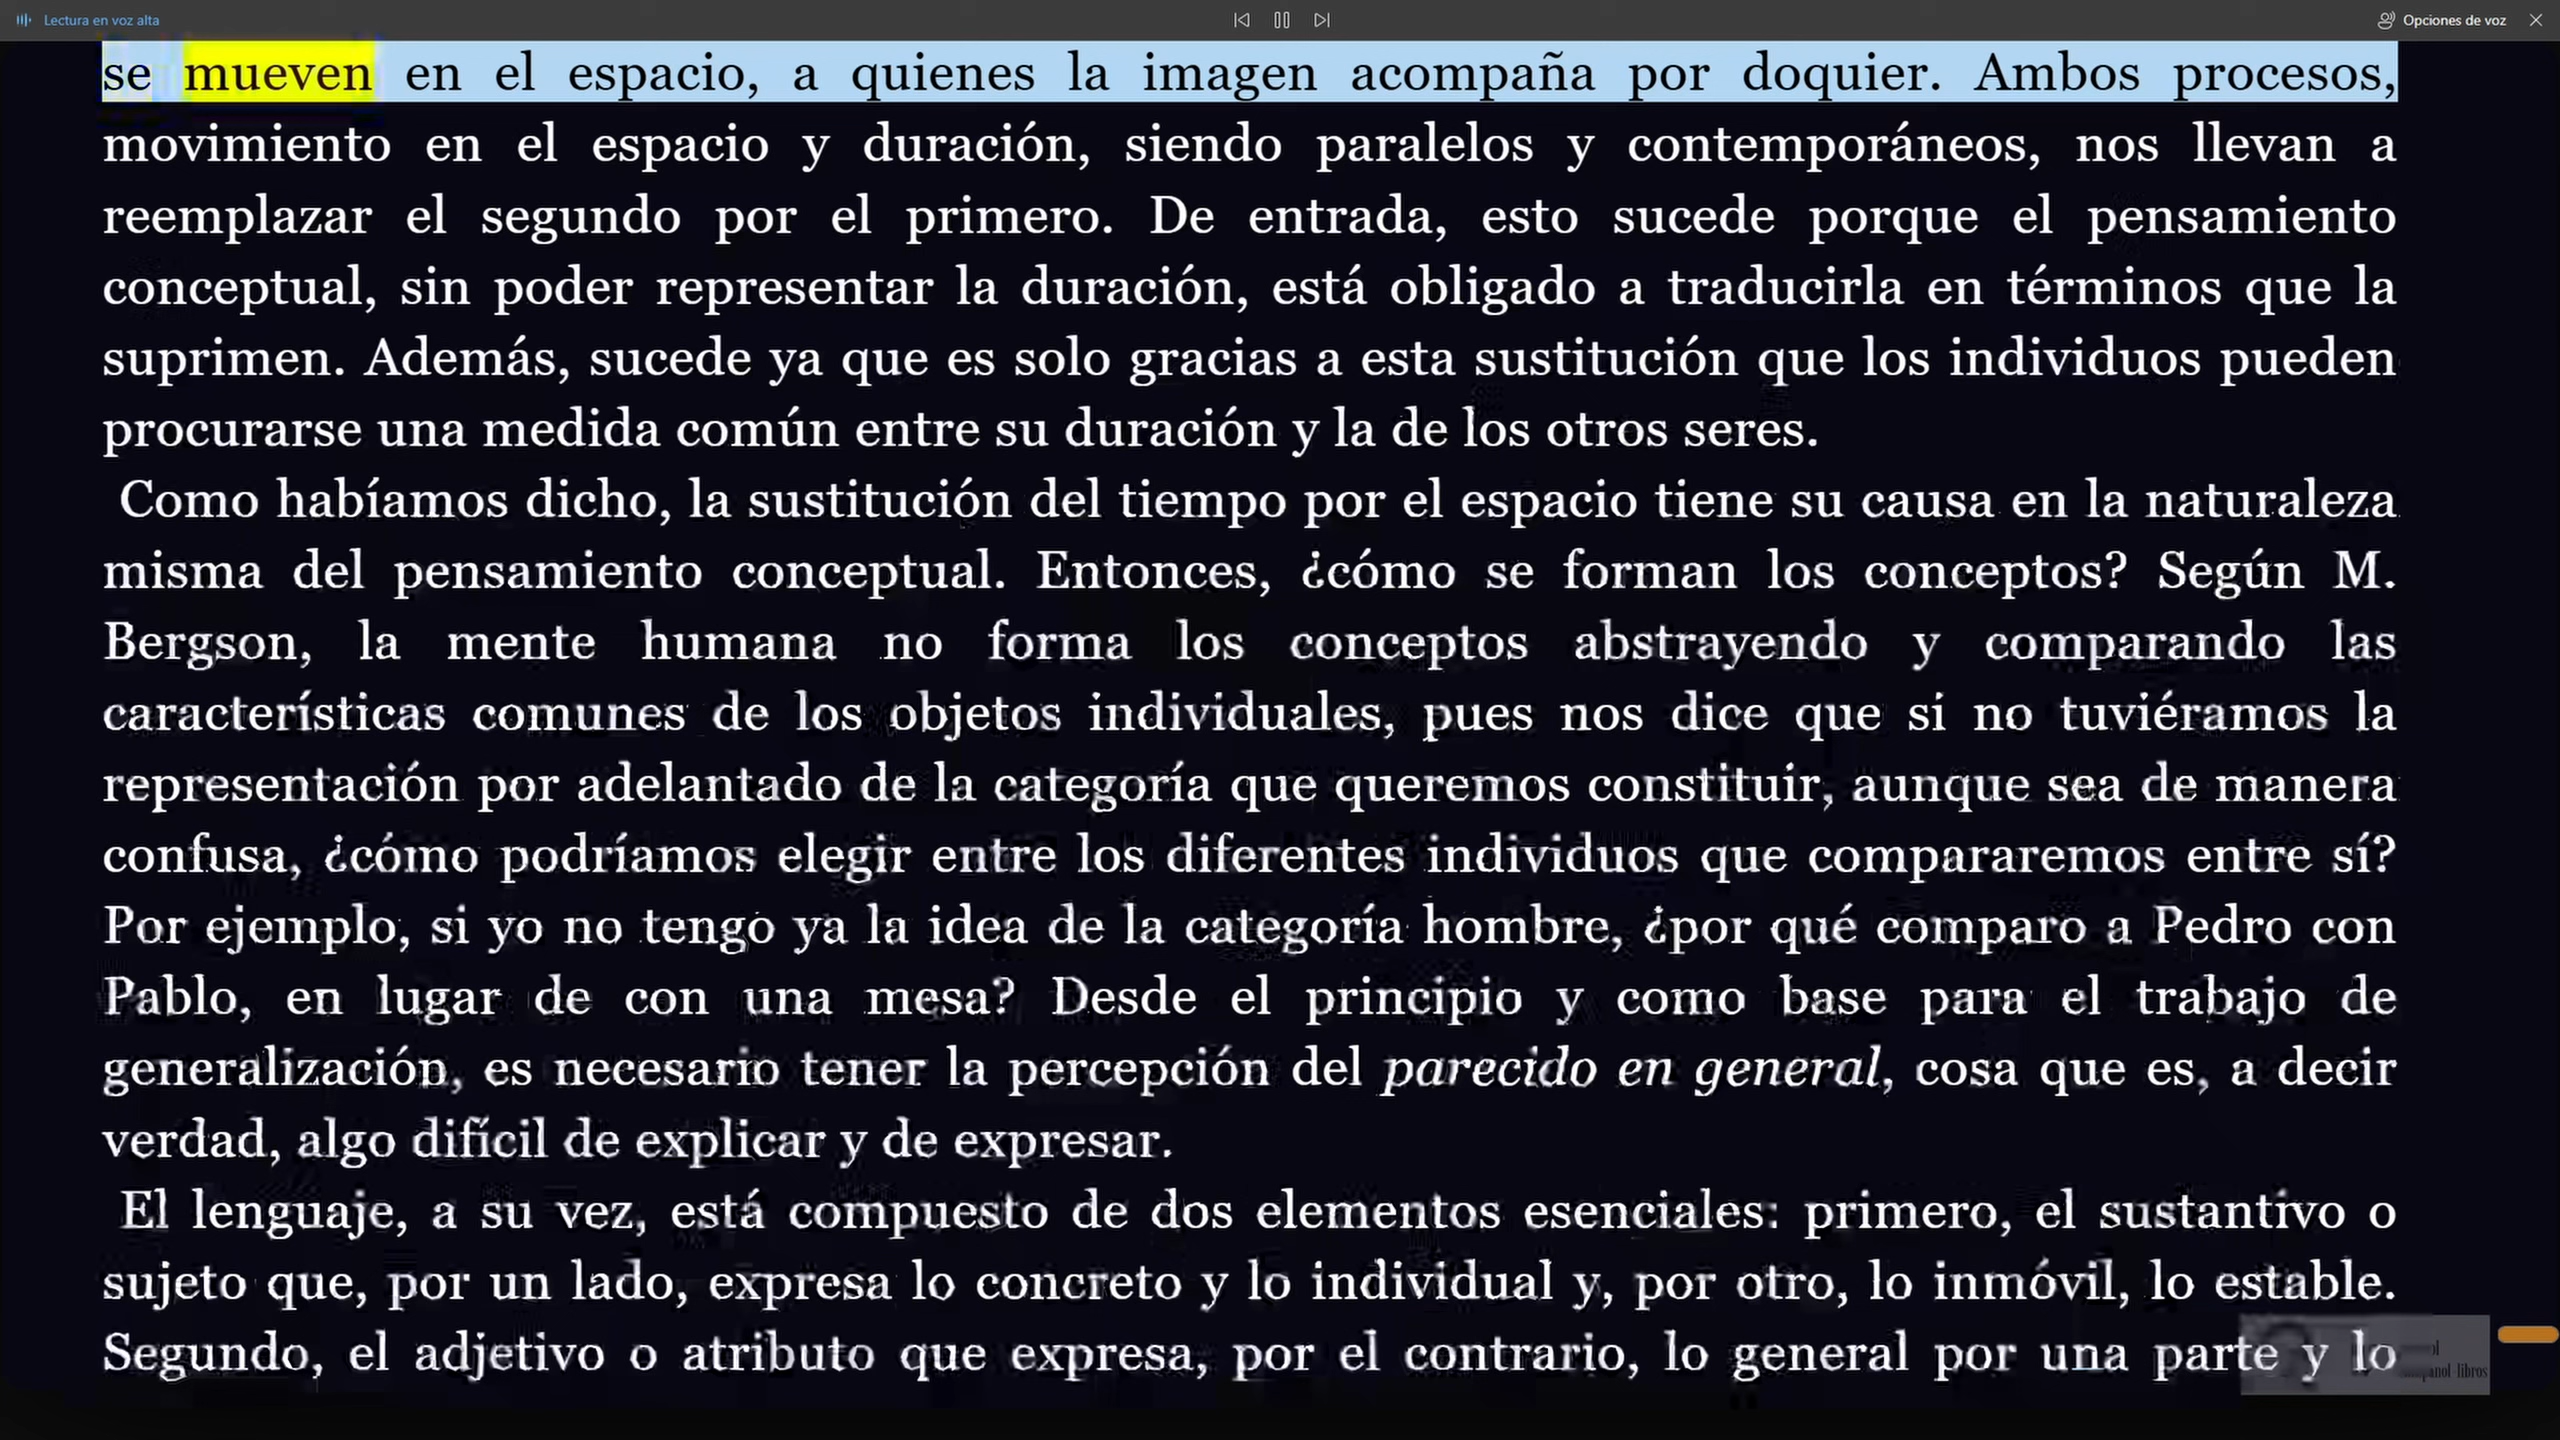 Lectura en voz alta
Opciones de voz
se mueven en el espacio, a quienes la imagen acompaña por doquier. Ambos procesos,
movimiento en el espacio y duración, siendo paralelos y contemporáneos, nos llevan a
reemplazar el segundo por el primero. De entrada, esto sucede porque el pensamiento
conceptual, sin poder representar la duración, está obligado a traducirla en términos que la
suprimen. Además, sucede ya que es solo gracias a esta sustitución que los individuos pueden
procurarse una medida común entre su duración y la de los otros seres.
Como habíamos dicho, la sustitución del tiempo por el espacio tiene su causa en la naturaleza
misma del pensamiento conceptual. Entonces, ¿cómo se forman los conceptos? Según M.
Bergson, la mente humana no forma los conceptos abstrayendo y comparando las
características comunes de los objetos individuales, pues nos dice que si no tuviéramos la
representación por adelantado de la categoría que queremos constituir, aunque sea de manera
confusa, ¿cómo podríamos elegir entre los diferentes individuos que compararemos entre sí?
Por ejemplo, si yo no tengo ya la idea de la categoría hombre, ¿por qué comparo a Pedro con
Pablo, en lugar de con una mesa? Desde el principio y como base para el trabajo de
generalización, es necesario tener la percepción del parecido en general, cosa que es, a decir
verdad, algo difícil de explicar y de expresar.
El lenguaje, a su vez, está compuesto de dos elementos esenciales: primero, el sustantivo o
sujeto que, por un lado, expresa lo concreto y lo individual y, por otro, lo inmóvil, lo estable.
Segundo, el adjetivo o atributo que expresa, por el contrario, lo general por una parte y lo